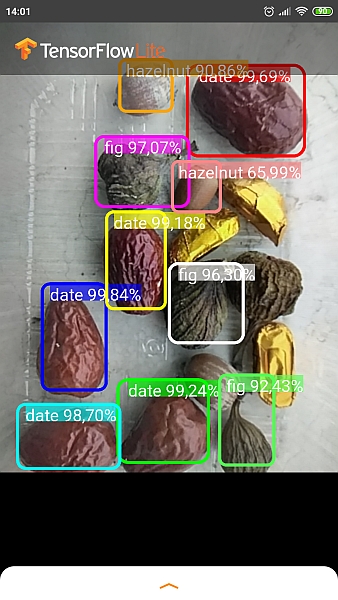 14:01
90
TensorFlow Lite
hazelnut 90,86%
date 99,69%
fig 97,07%
hazelnut 65,99%
date 99,18%
fig 96,30%
date 99,84%
date 99,24%
fig 92,43%
date 98,70%